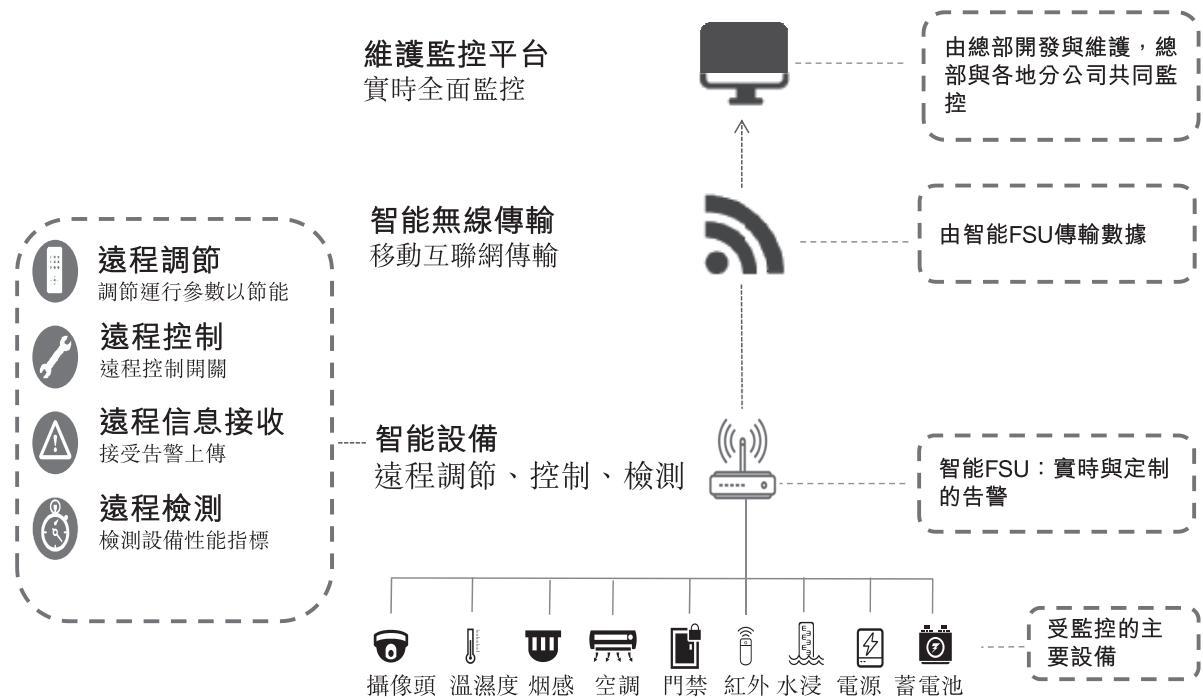 維護監控平台
實時全面監控
由總部開發與維護，總
部與各地分公司共同監
控
智能無線傳輸
移動互聯網傳輸
由智能FSU傳輸數據
遠程調節
調節運行參數以節能
遠程控制
遠程控制開關
遠程信息接收
接受告警上傳
遠程檢測
檢測設備性能指標
智能設備
遠程調節、控制、檢測
智能FSU：實時與定制
的告警
攝像頭 溫濕度 烟感 空調 門禁 紅外 水浸 電源 蓄電池
受監控的主
要設備